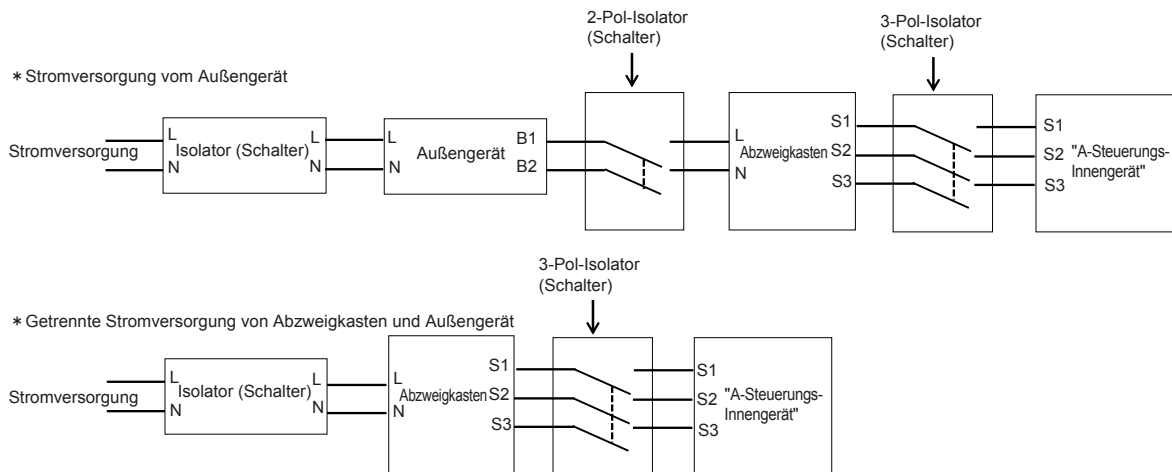 2-Pol-Isolator
(Schalter)
3-Pol-Isolator
(Schalter)
* Stromversorgung vom Außengerät
Stromversorgung
L
N
Isolator (Schalter)
L
N
L
N
Außengerät
B1
B2
L
N
Abzweigkasten
S1
S2
S3
S1
S2
S3
"A-Steuerungs-
Innengerät"
3-Pol-Isolator
(Schalter)
* Getrennte Stromversorgung von Abzweigkasten und Außengerät
Stromversorgung
L
N
Isolator (Schalter)
L
N
L
N
Abzweigkasten
S1
S2
S3
S1
S2
S3
"A-Steuerungs-
Innengerät"